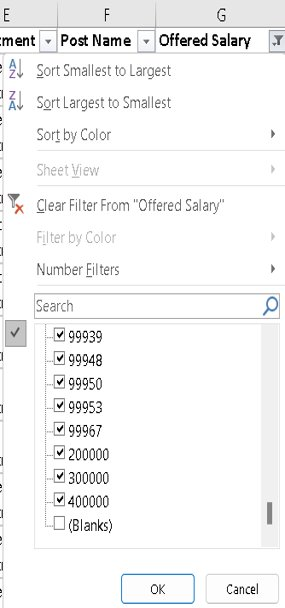 E F G
tment Post Name Offered Salary
Sort Smallest to Largest
Sort Largest to Smallest
Sort by Color
Sheet View
Clear Filter From "Offered Salary"
Filter by Color
Number Filters
Search
99939
99948
99950
99953
99967
200000
300000
400000
(Blanks)
OK Cancel